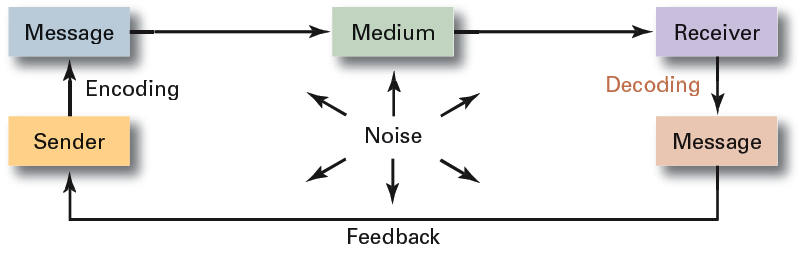 Message
Medium
Receiver
Encoding
Decoding
Sender
Noise
Message
Feedback